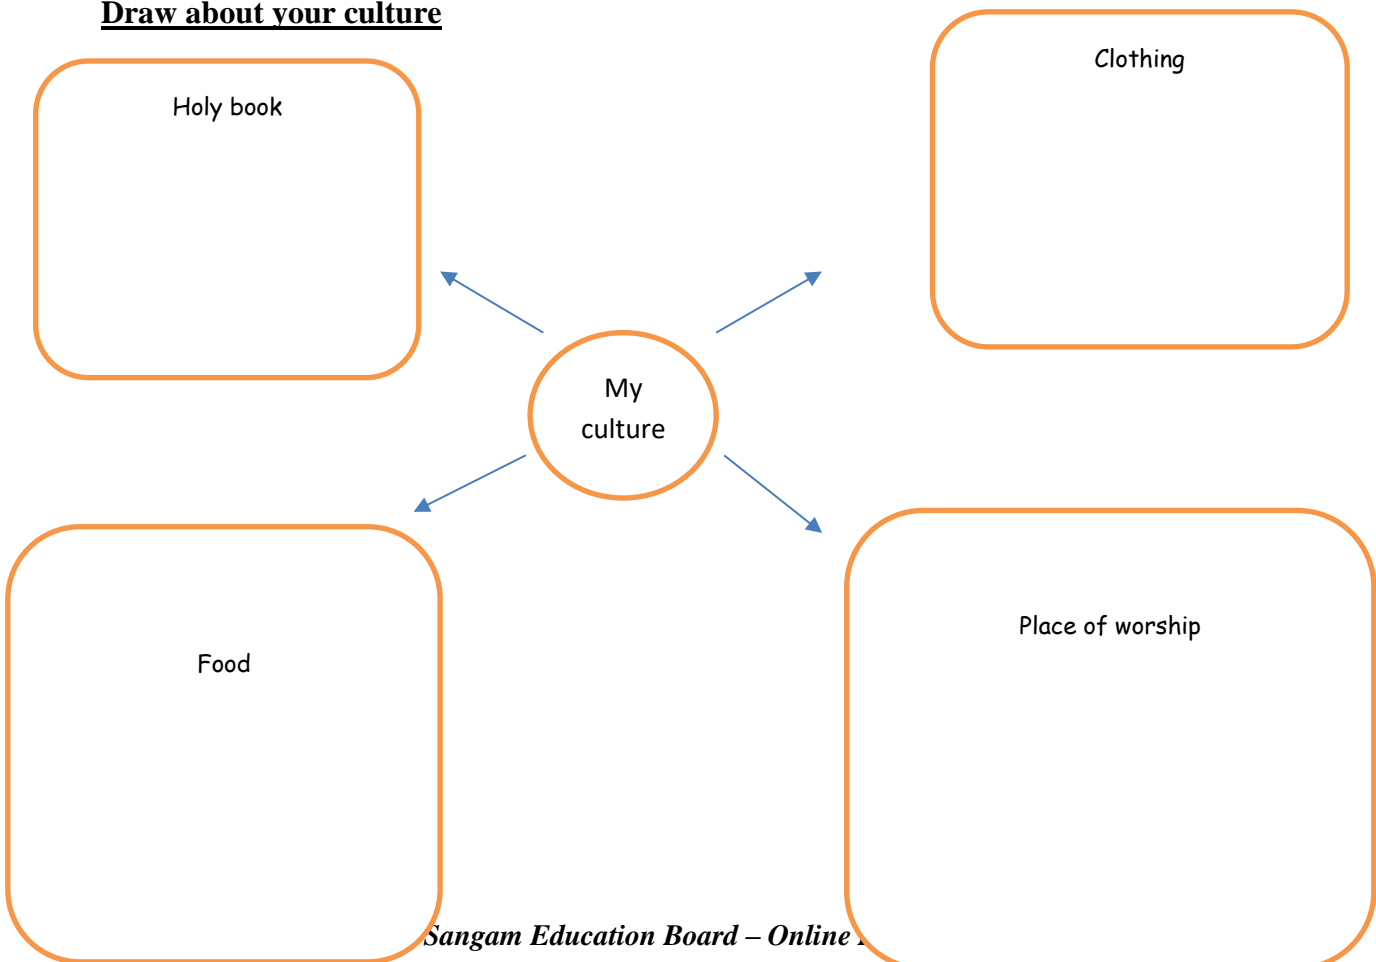 Draw about your culture
Clothing
Holy book
My
culture
Place of worship
Food
Sangam Education Board – Online